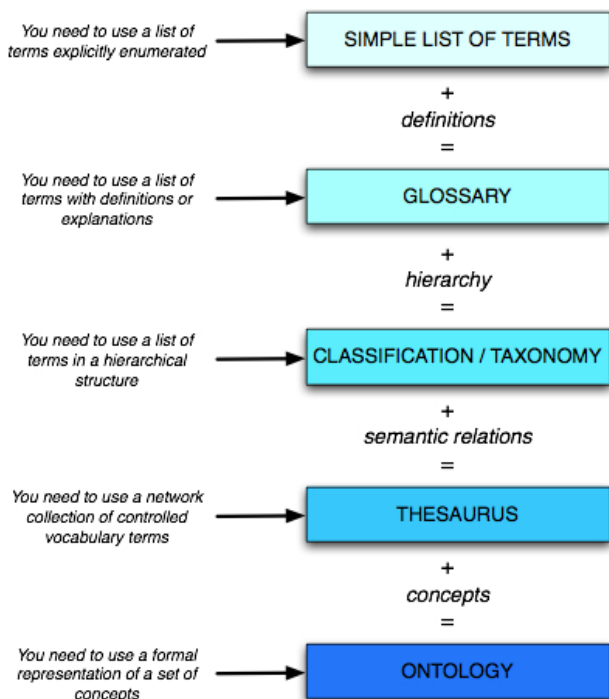 You need to use a list of
terms explicitly enumerated
SIMPLE LIST OF TERMS
+
definitions
=
You need to use a list of
terms with definitions or
explanations
GLOSSARY
+
hierarchy
=
You need to use a list of
terms in a hierarchical
structure
CLASSIFICATION / TAXONOMY
+
semantic relations
=
You need to use a network
collection of controlled
vocabulary terms
THESAURUS
+
concepts
=
You need to use a formal
representation of a set of
concepts
ONTOLOGY